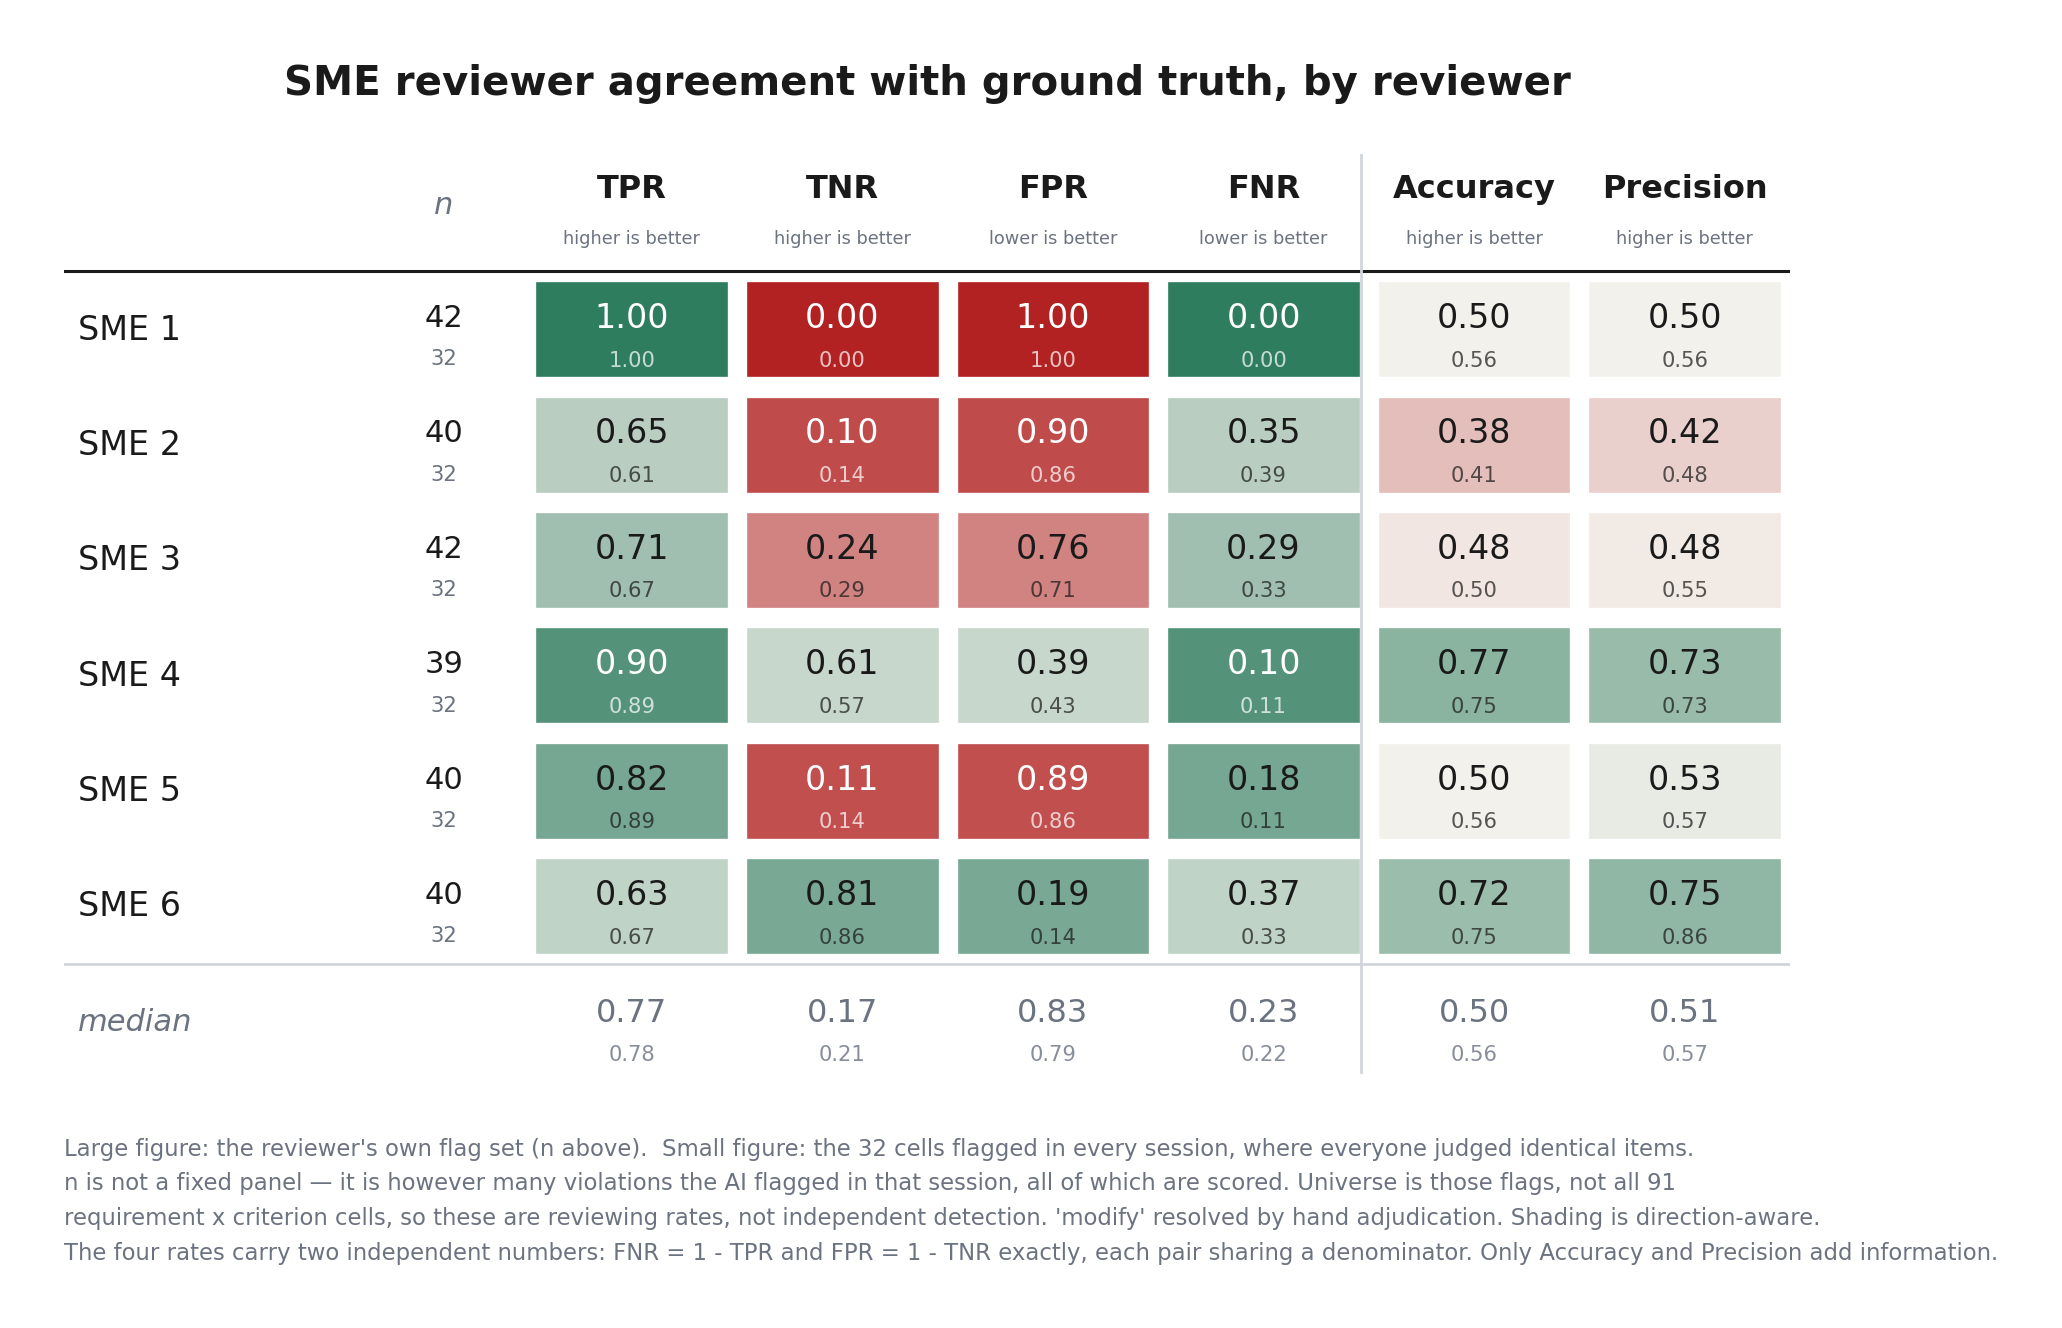 SME reviewer agreement with ground truth, by reviewer
n TPR TNR FPR FNR Accuracy Precision
higher is better higher is better lower is better lower is better higher is better higher is better
SME 1 42 1.00 0.00 1.00 0.00 0.50 0.50
32 1.00 0.00 1.00 0.00 0.56 0.56
SME 2 40 0.65 0.10 0.90 0.35 0.38 0.42
32 0.61 0.14 0.86 0.39 0.41 0.48
SME 3 42 0.71 0.24 0.76 0.29 0.48 0.48
32 0.67 0.29 0.71 0.33 0.50 0.55
SME 4 39 0.90 0.61 0.39 0.10 0.77 0.73
32 0.89 0.57 0.43 0.11 0.75 0.73
SME 5 40 0.82 0.11 0.89 0.18 0.50 0.53
32 0.89 0.14 0.86 0.11 0.56 0.57
SME 6 40 0.63 0.81 0.19 0.37 0.72 0.75
32 0.67 0.86 0.14 0.33 0.75 0.86
median 0.77 0.17 0.83 0.23 0.50 0.51
0.78 0.21 0.79 0.22 0.56 0.57
Large figure: the reviewer's own flag set (n above).  Small figure: the 32 cells flagged in every session, where everyone judged identical items.
n is not a fixed panel — it is however many violations the AI flagged in that session, all of which are scored. Universe is those flags, not all 91
requirement x criterion cells, so these are reviewing rates, not independent detection. 'modify' resolved by hand adjudication. Shading is direction-aware.
The four rates carry two independent numbers: FNR = 1 - TPR and FPR = 1 - TNR exactly, each pair sharing a denominator. Only Accuracy and Precision add information.